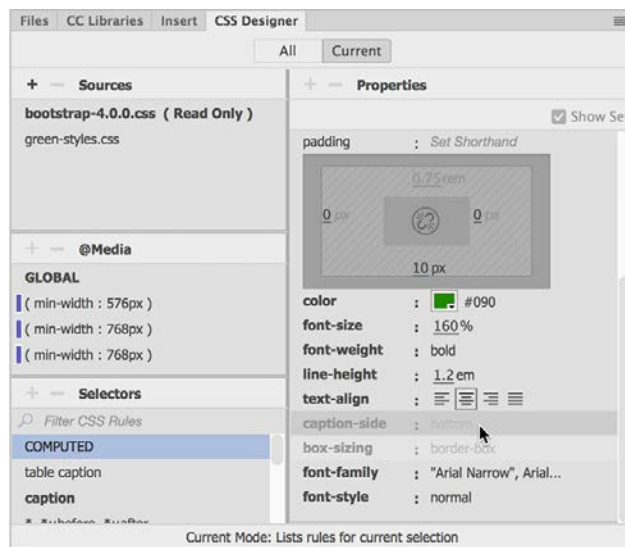 Files CC Libraries Insert CSS Designer
All Current
+ − Sources
bootstrap-4.0.0.css ( Read Only )
green-styles.css
+ − @Media
GLOBAL
( min-width : 576px )
( min-width : 768px )
( min-width : 768px )
+ − Selectors
Filter CSS Rules
COMPUTED
table caption
caption
*, *::before, *::after
+ − Properties
Show Se
padding : Set Shorthand
0.75 rem
0 px 0 px
10 px
color : #090
font-size : 160 %
font-weight : bold
line-height : 1.2 em
text-align :
caption-side : bottom
box-sizing : border-box
font-family : "Arial Narrow", Arial...
font-style : normal
Current Mode: Lists rules for current selection